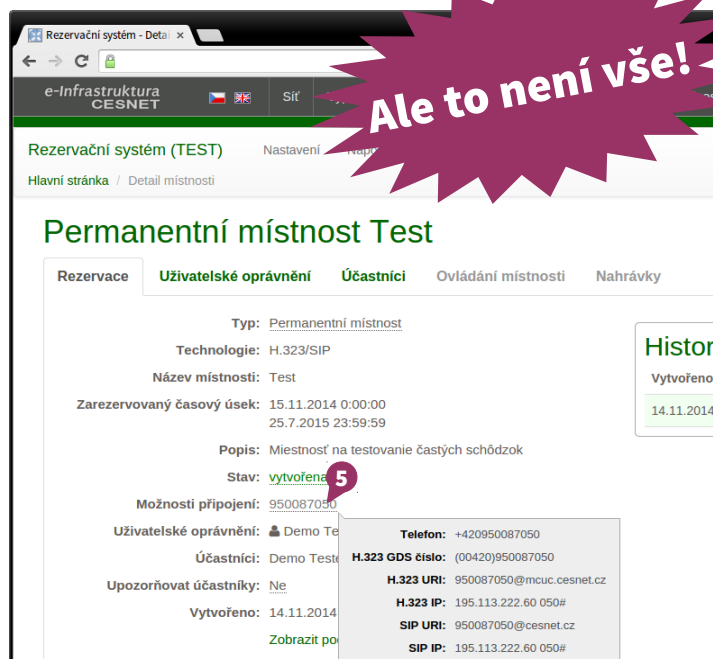 Rezervační systém - Detai ×
Ale to není vše!
e-Infrastruktura
CESNET
Síť
Rezervační systém (TEST) Nastavení
Hlavní stránka / Detail místnosti
Permanentní místnost Test
Rezervace Uživatelské oprávnění Účastníci Ovládání místnosti Nahrávky
Typ: Permanentní místnost
Technologie: H.323/SIP
Název místnosti: Test
Zarezervovaný časový úsek: 15.11.2014 0:00:00
25.7.2015 23:59:59
Popis: Miestnosť na testovanie častých schôdzok
Stav: vytvořena
5
Možnosti připojení: 950087050
Uživatelské oprávnění: Demo Te
Účastníci: Demo Teste
Upozorňovat účastníky: Ne
Vytvořeno: 14.11.2014
Zobrazit po
Telefon: +420950087050
H.323 GDS číslo: (00420)950087050
H.323 URI: 950087050@mcuc.cesnet.cz
H.323 IP: 195.113.222.60 050#
SIP URI: 950087050@cesnet.cz
SIP IP: 195.113.222.60 050#
Histor
Vytvořeno
14.11.2014